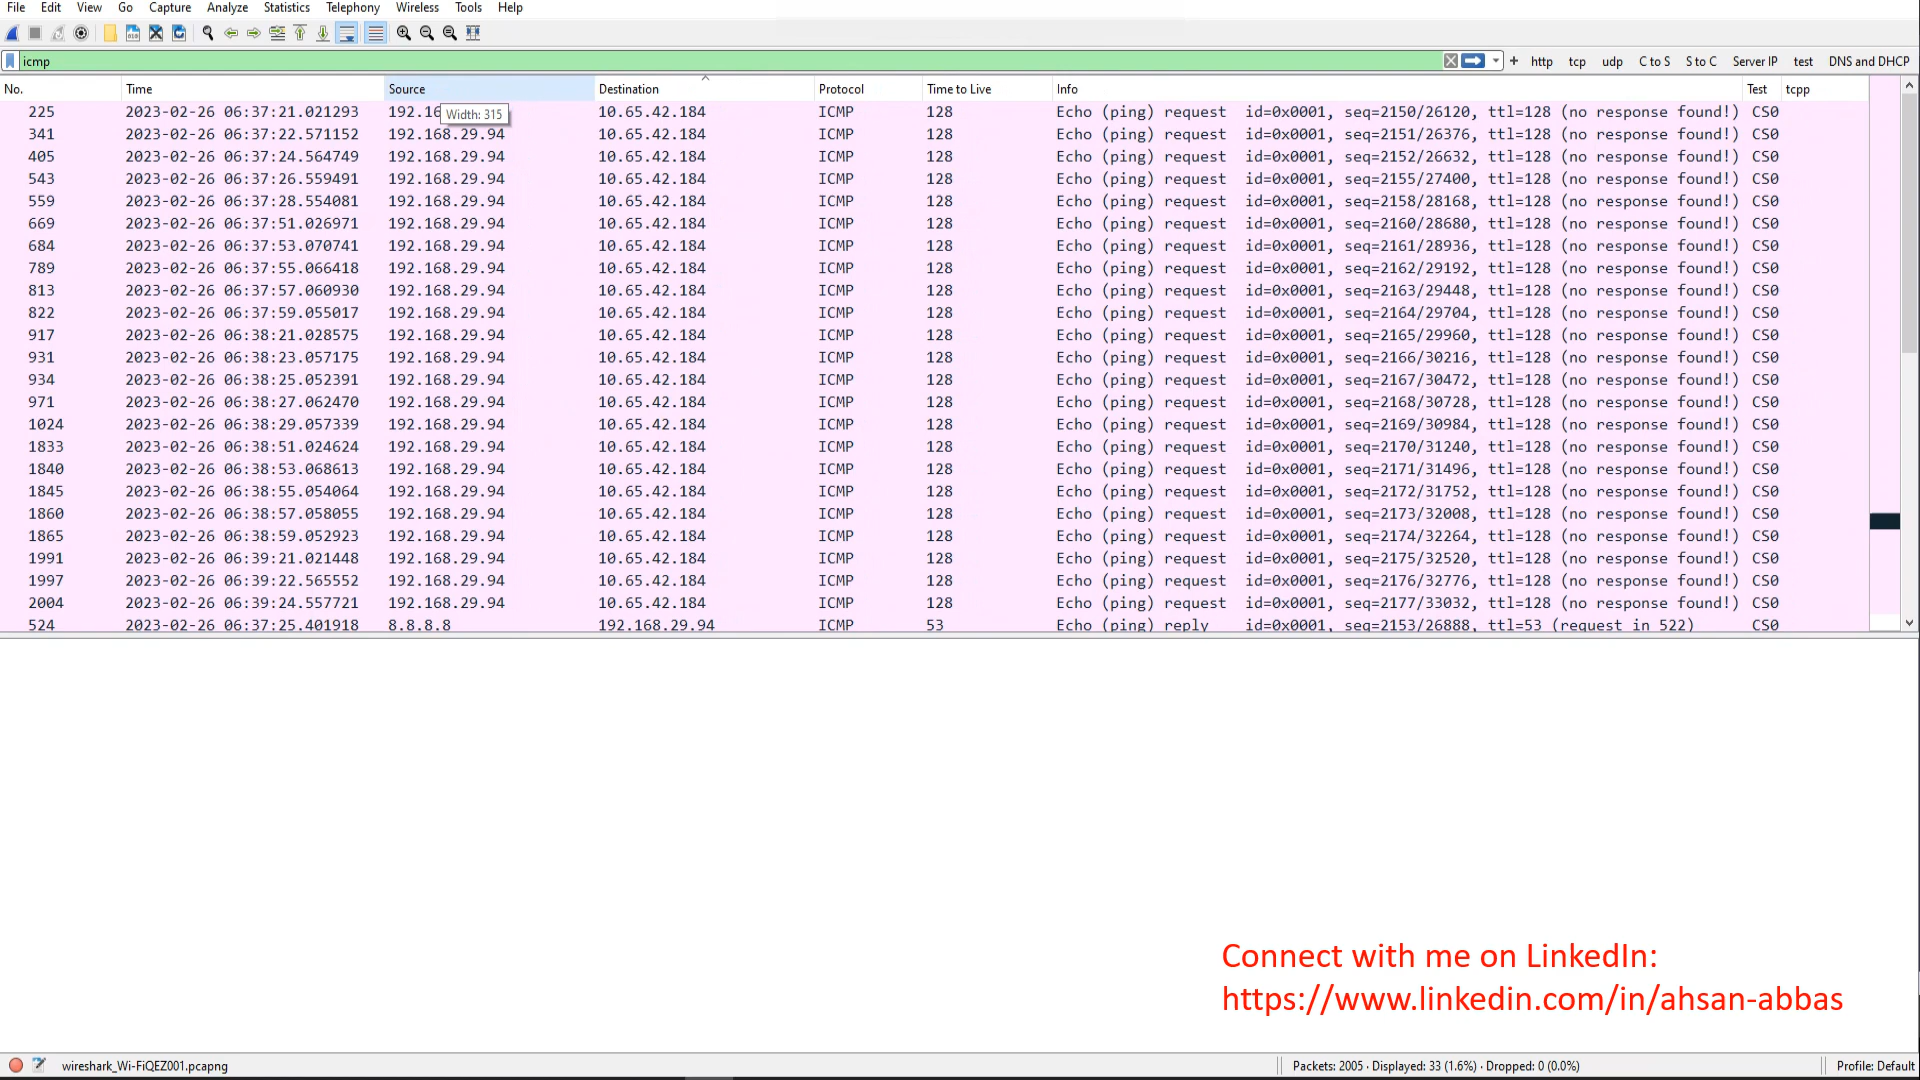 File Edit View Go Capture Analyze Statistics Telephony Wireless Tools Help
icmp + http tcp udp C to S S to C Server IP test DNS and DHCP
No. Time Source Destination Protocol Time to Live Info Test tcpp
225 2023-02-26 06:37:21.021293 192.16 10.65.42.184 ICMP 128 Echo (ping) request id=0x0001, seq=2150/26120, ttl=128 (no response found!) CS0
Width: 315
341 2023-02-26 06:37:22.571152 192.168.29.94 10.65.42.184 ICMP 128 Echo (ping) request id=0x0001, seq=2151/26376, ttl=128 (no response found!) CS0
405 2023-02-26 06:37:24.564749 192.168.29.94 10.65.42.184 ICMP 128 Echo (ping) request id=0x0001, seq=2152/26632, ttl=128 (no response found!) CS0
543 2023-02-26 06:37:26.559491 192.168.29.94 10.65.42.184 ICMP 128 Echo (ping) request id=0x0001, seq=2155/27400, ttl=128 (no response found!) CS0
559 2023-02-26 06:37:28.554081 192.168.29.94 10.65.42.184 ICMP 128 Echo (ping) request id=0x0001, seq=2158/28168, ttl=128 (no response found!) CS0
669 2023-02-26 06:37:51.026971 192.168.29.94 10.65.42.184 ICMP 128 Echo (ping) request id=0x0001, seq=2160/28680, ttl=128 (no response found!) CS0
684 2023-02-26 06:37:53.070741 192.168.29.94 10.65.42.184 ICMP 128 Echo (ping) request id=0x0001, seq=2161/28936, ttl=128 (no response found!) CS0
789 2023-02-26 06:37:55.066418 192.168.29.94 10.65.42.184 ICMP 128 Echo (ping) request id=0x0001, seq=2162/29192, ttl=128 (no response found!) CS0
813 2023-02-26 06:37:57.060930 192.168.29.94 10.65.42.184 ICMP 128 Echo (ping) request id=0x0001, seq=2163/29448, ttl=128 (no response found!) CS0
822 2023-02-26 06:37:59.055017 192.168.29.94 10.65.42.184 ICMP 128 Echo (ping) request id=0x0001, seq=2164/29704, ttl=128 (no response found!) CS0
917 2023-02-26 06:38:21.028575 192.168.29.94 10.65.42.184 ICMP 128 Echo (ping) request id=0x0001, seq=2165/29960, ttl=128 (no response found!) CS0
931 2023-02-26 06:38:23.057175 192.168.29.94 10.65.42.184 ICMP 128 Echo (ping) request id=0x0001, seq=2166/30216, ttl=128 (no response found!) CS0
934 2023-02-26 06:38:25.052391 192.168.29.94 10.65.42.184 ICMP 128 Echo (ping) request id=0x0001, seq=2167/30472, ttl=128 (no response found!) CS0
971 2023-02-26 06:38:27.062470 192.168.29.94 10.65.42.184 ICMP 128 Echo (ping) request id=0x0001, seq=2168/30728, ttl=128 (no response found!) CS0
1024 2023-02-26 06:38:29.057339 192.168.29.94 10.65.42.184 ICMP 128 Echo (ping) request id=0x0001, seq=2169/30984, ttl=128 (no response found!) CS0
1833 2023-02-26 06:38:51.024624 192.168.29.94 10.65.42.184 ICMP 128 Echo (ping) request id=0x0001, seq=2170/31240, ttl=128 (no response found!) CS0
1840 2023-02-26 06:38:53.068613 192.168.29.94 10.65.42.184 ICMP 128 Echo (ping) request id=0x0001, seq=2171/31496, ttl=128 (no response found!) CS0
1845 2023-02-26 06:38:55.054064 192.168.29.94 10.65.42.184 ICMP 128 Echo (ping) request id=0x0001, seq=2172/31752, ttl=128 (no response found!) CS0
1860 2023-02-26 06:38:57.058055 192.168.29.94 10.65.42.184 ICMP 128 Echo (ping) request id=0x0001, seq=2173/32008, ttl=128 (no response found!) CS0
1865 2023-02-26 06:38:59.052923 192.168.29.94 10.65.42.184 ICMP 128 Echo (ping) request id=0x0001, seq=2174/32264, ttl=128 (no response found!) CS0
1991 2023-02-26 06:39:21.021448 192.168.29.94 10.65.42.184 ICMP 128 Echo (ping) request id=0x0001, seq=2175/32520, ttl=128 (no response found!) CS0
1997 2023-02-26 06:39:22.565552 192.168.29.94 10.65.42.184 ICMP 128 Echo (ping) request id=0x0001, seq=2176/32776, ttl=128 (no response found!) CS0
2004 2023-02-26 06:39:24.557721 192.168.29.94 10.65.42.184 ICMP 128 Echo (ping) request id=0x0001, seq=2177/33032, ttl=128 (no response found!) CS0
524 2023-02-26 06:37:25.401918 8.8.8.8 192.168.29.94 ICMP 53 Echo (ping) reply id=0x0001, seq=2153/26888, ttl=53 (request in 522) CS0
Connect with me on LinkedIn:
https://www.linkedin.com/in/ahsan-abbas
wireshark_Wi-FiQEZ001.pcapng Packets: 2005 · Displayed: 33 (1.6%) · Dropped: 0 (0.0%) Profile: Default